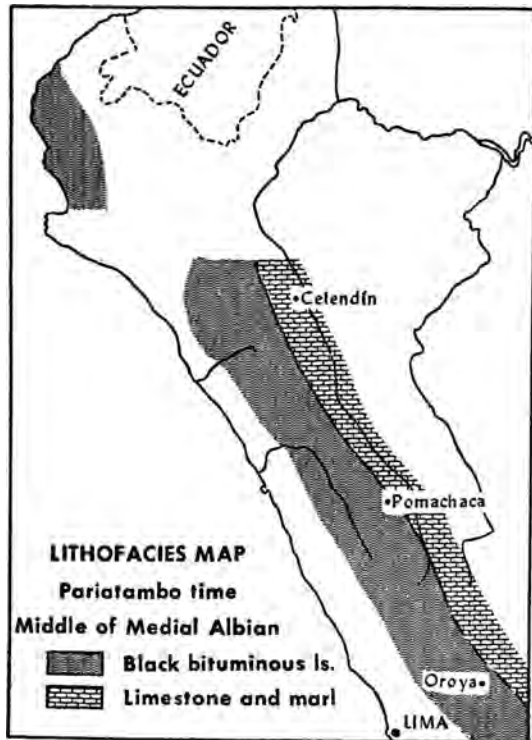 ECUADOR
Celendín
Pomachaca
LITHOFACIES MAP
Pariatambo time
Middle of Medial Albian
Black bituminous ls.
Limestone and marl
Oroya
LIMA